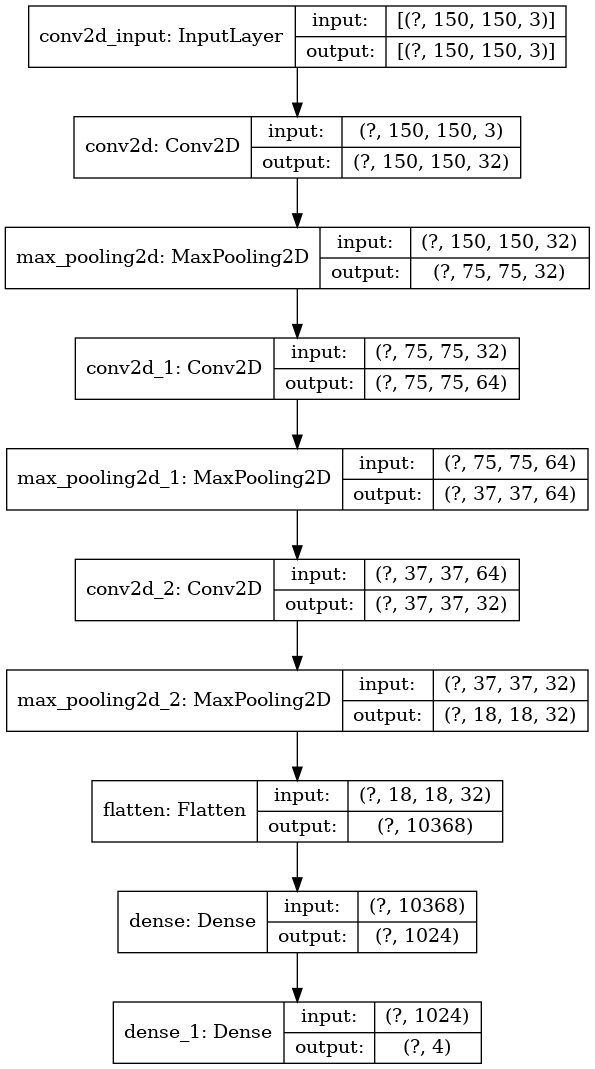 conv2d_input: InputLayer
input: [(?, 150, 150, 3)]
output: [(?, 150, 150, 3)]
conv2d: Conv2D
input: (?, 150, 150, 3)
output: (?, 150, 150, 32)
max_pooling2d: MaxPooling2D
input: (?, 150, 150, 32)
output: (?, 75, 75, 32)
conv2d_1: Conv2D
input: (?, 75, 75, 32)
output: (?, 75, 75, 64)
max_pooling2d_1: MaxPooling2D
input: (?, 75, 75, 64)
output: (?, 37, 37, 64)
conv2d_2: Conv2D
input: (?, 37, 37, 64)
output: (?, 37, 37, 32)
max_pooling2d_2: MaxPooling2D
input: (?, 37, 37, 32)
output: (?, 18, 18, 32)
flatten: Flatten
input: (?, 18, 18, 32)
output: (?, 10368)
dense: Dense
input: (?, 10368)
output: (?, 1024)
dense_1: Dense
input: (?, 1024)
output: (?, 4)